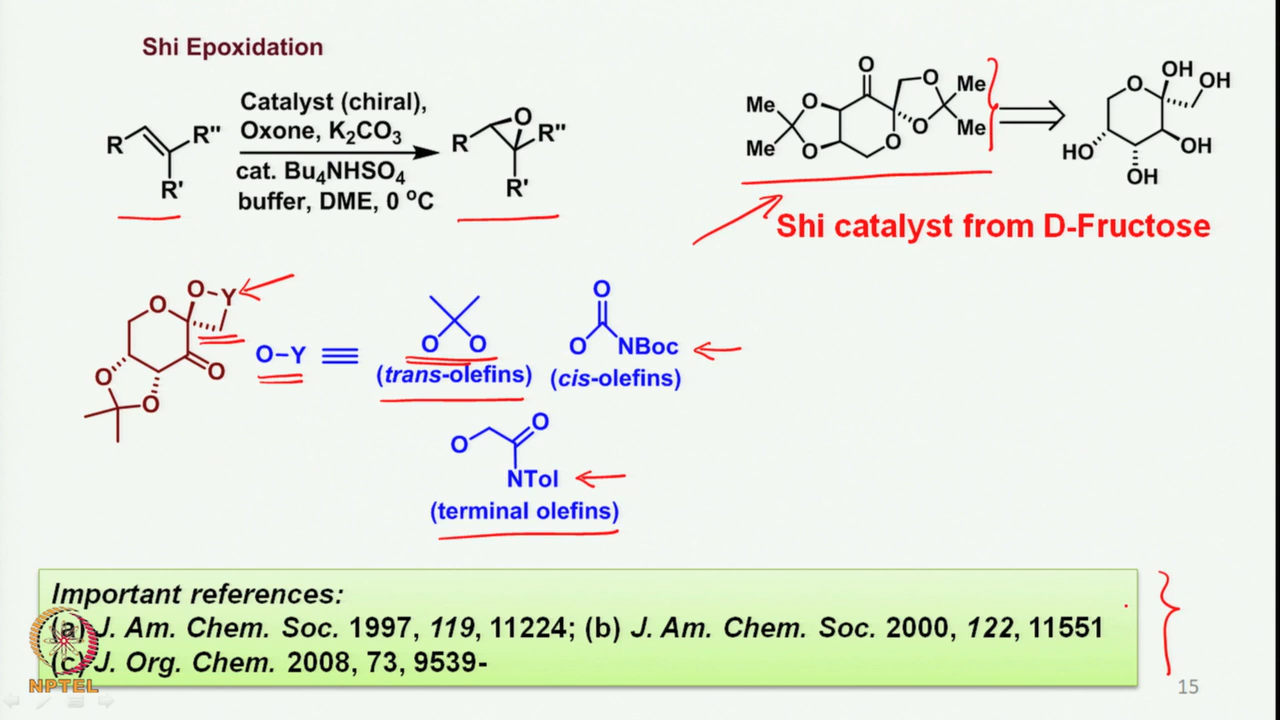 Shi Epoxidation
R
R"
R'
Catalyst (chiral),
Oxone, K₂CO₃
cat. Bu₄NHSO₄
buffer, DME, 0 °C
R
O
R"
R'
O
Me
Me
O
O
O
O
O
Me
Me
O
OH
OH
HO
OH
OH
Shi catalyst from D-Fructose
O
O-Y
O
O
O
O-Y
O
O
(trans-olefins)
O
O
NBoc
(cis-olefins)
O
O
NTol
(terminal olefins)
Important references:
(a) J. Am. Chem. Soc. 1997, 119, 11224; (b) J. Am. Chem. Soc. 2000, 122, 11551
(c) J. Org. Chem. 2008, 73, 9539-
NPTEL
15